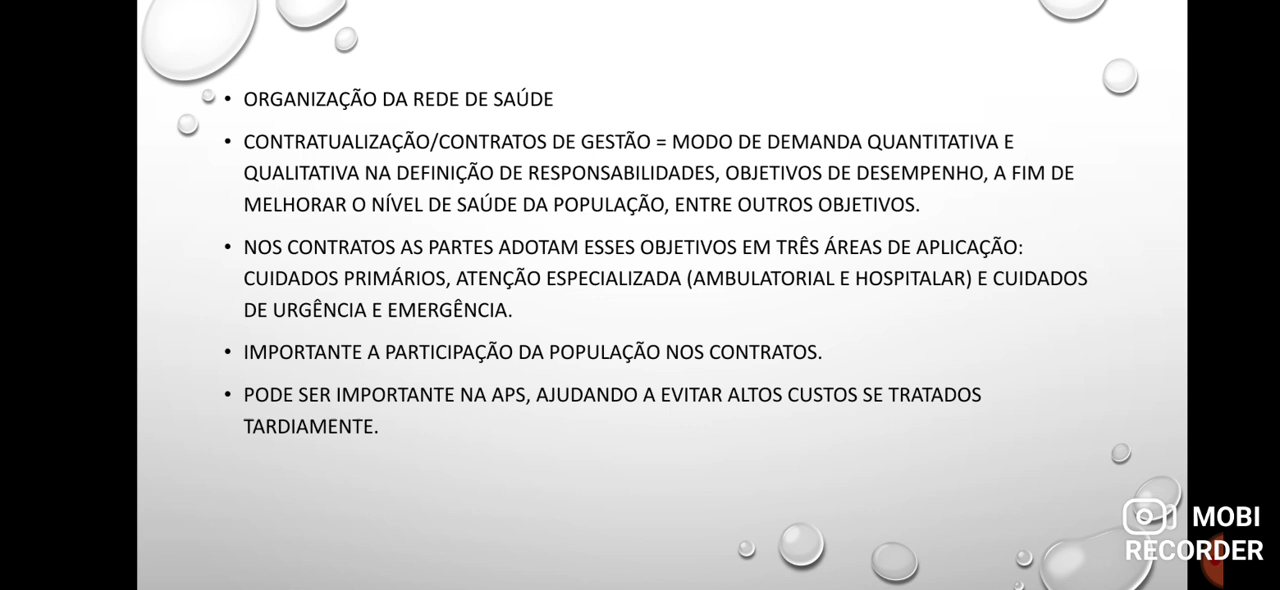 • ORGANIZAÇÃO DA REDE DE SAÚDE
• CONTRATUALIZAÇÃO/CONTRATOS DE GESTÃO = MODO DE DEMANDA QUANTITATIVA E
QUALITATIVA NA DEFINIÇÃO DE RESPONSABILIDADES, OBJETIVOS DE DESEMPENHO, A FIM DE
MELHORAR O NÍVEL DE SAÚDE DA POPULAÇÃO, ENTRE OUTROS OBJETIVOS.
• NOS CONTRATOS AS PARTES ADOTAM ESSES OBJETIVOS EM TRÊS ÁREAS DE APLICAÇÃO:
CUIDADOS PRIMÁRIOS, ATENÇÃO ESPECIALIZADA (AMBULATORIAL E HOSPITALAR) E CUIDADOS
DE URGÊNCIA E EMERGÊNCIA.
• IMPORTANTE A PARTICIPAÇÃO DA POPULAÇÃO NOS CONTRATOS.
• PODE SER IMPORTANTE NA APS, AJUDANDO A EVITAR ALTOS CUSTOS SE TRATADOS
TARDIAMENTE.
MOBI
RECORDER